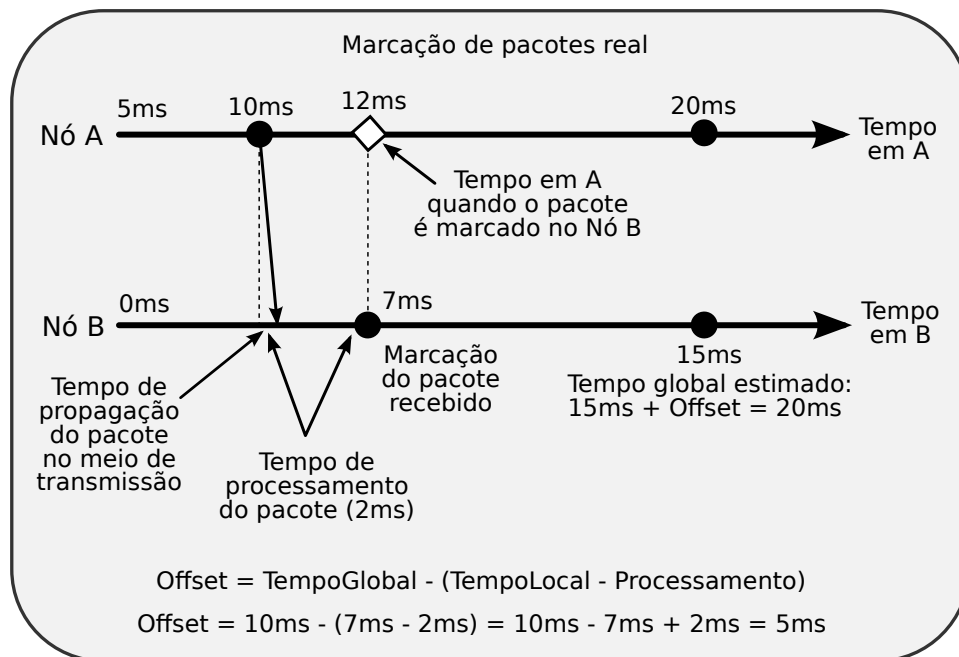 Marcação de pacotes real
5ms
10ms
12ms
20ms
Nó A
Tempo
em A
Tempo em A
quando o pacote
é marcado no Nó B
0ms
7ms
Nó B
Tempo
em B
Marcação
do pacote
recebido
15ms
Tempo global estimado:
15ms + Offset = 20ms
Tempo de
propagação
do pacote
no meio de
transmissão
Tempo de
processamento
do pacote (2ms)
Offset = TempoGlobal - (TempoLocal - Processamento)
Offset = 10ms - (7ms - 2ms) = 10ms - 7ms + 2ms = 5ms